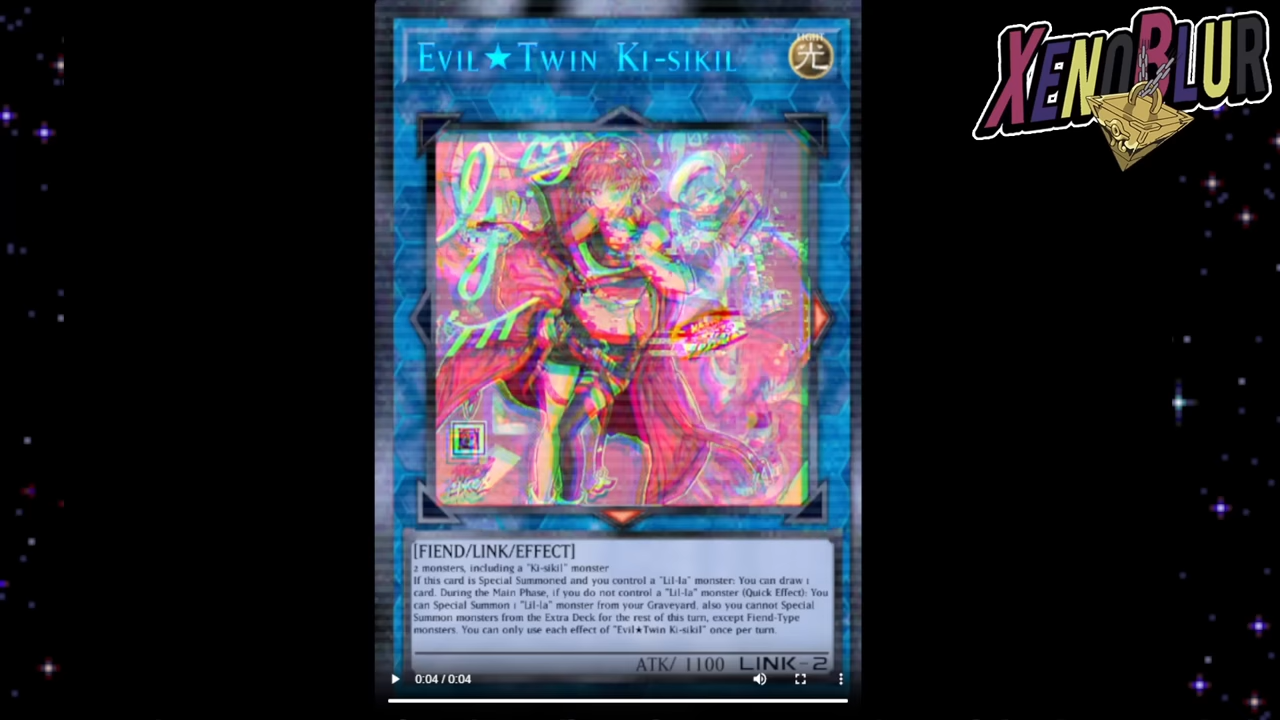 EVIL★TWIN KI-SIKIL
LIGHT
光
XENOBLUR
[FIEND/LINK/EFFECT]
2 monsters, including a "Ki-sikil" monster
If this card is Special Summoned and you control a "Lil-la" monster: You can draw 1
card. During the Main Phase, if you do not control a "Lil-la" monster (Quick Effect): You
can Special Summon 1 "Lil-la" monster from your Graveyard, also you cannot Special
Summon monsters from the Extra Deck for the rest of this turn, except Fiend-Type
monsters. You can only use each effect of "Evil★Twin Ki-sikil" once per turn.
ATK/ 1100 LINK-2
0:04 / 0:04